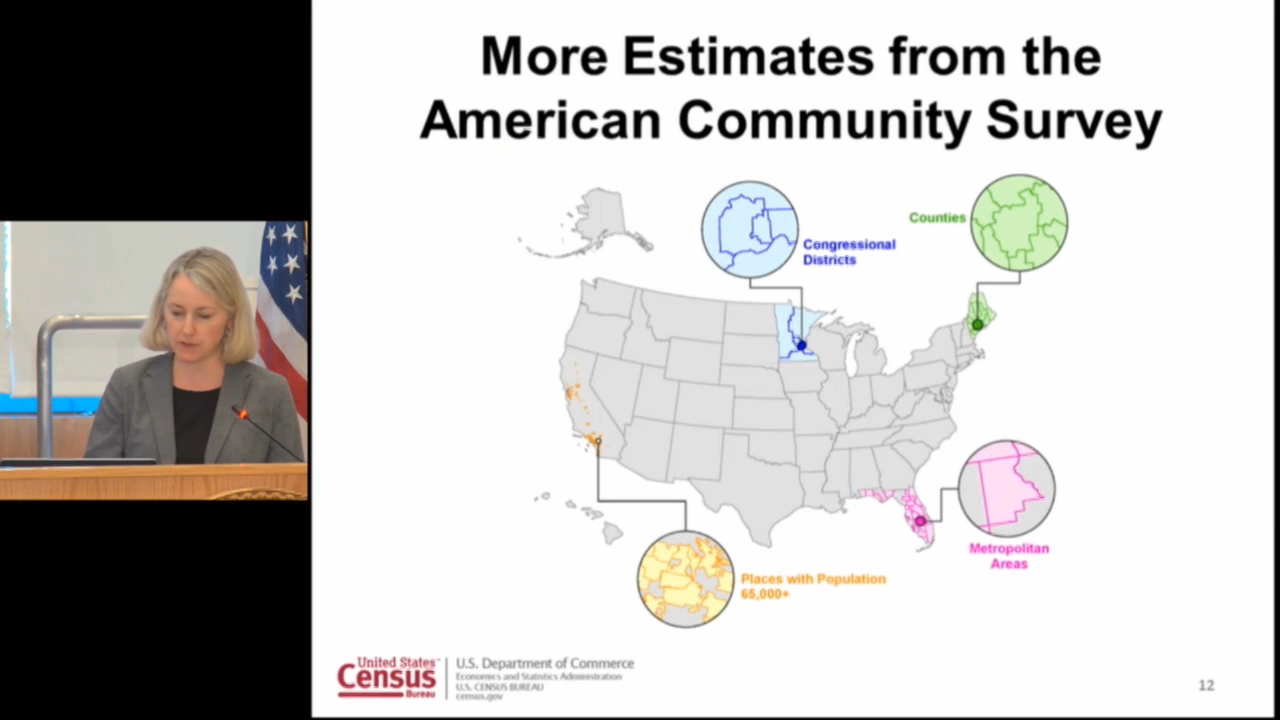 More Estimates from the
American Community Survey
Counties
Congressional
Districts
Metropolitan
Areas
Places with Population
65,000+
United States™
Census
Bureau
U.S. Department of Commerce
Economics and Statistics Administration
U.S. CENSUS BUREAU
census.gov
12